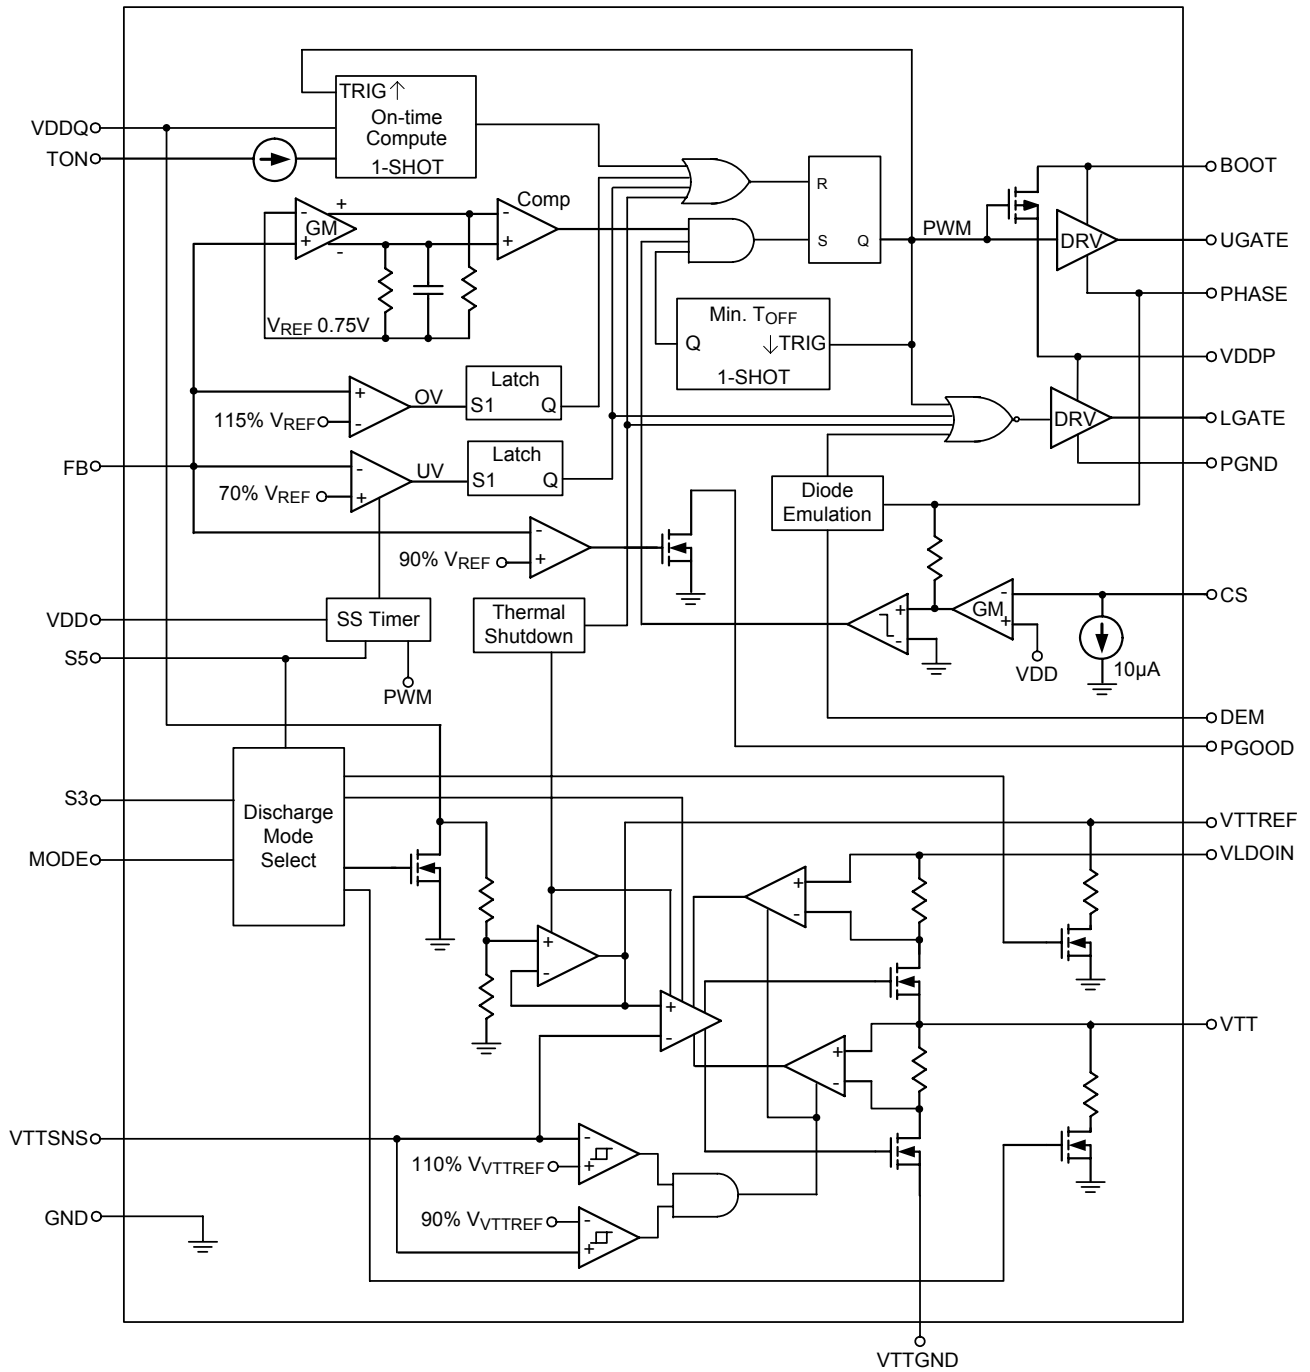 TRIG↑
On-time
Compute
1-SHOT
VDDQ
TON
BOOT
R
S
Q
PWM
DRV
UGATE
Comp
-
+
GM
+
-
-
+
VREF 0.75V
PHASE
Min. TOFF
Q
↓TRIG
1-SHOT
VDDP
+
-
OV
115% VREF
Latch
S1
Q
DRV
LGATE
FB
-
+
UV
70% VREF
Latch
S1
Q
PGND
Diode
Emulation
-
+
90% VREF
VDD
SS Timer
Thermal
Shutdown
+
-
GM
-
+
CS
VDD
10µA
S5
PWM
DEM
PGOOD
S3
MODE
Discharge
Mode
Select
VTTREF
VLDOIN
+
-
+
-
+
-
VTT
+
-
VTTSNS
-
+
110% VVTTREF
90% VVTTREF
-
+
GND
VTTGND